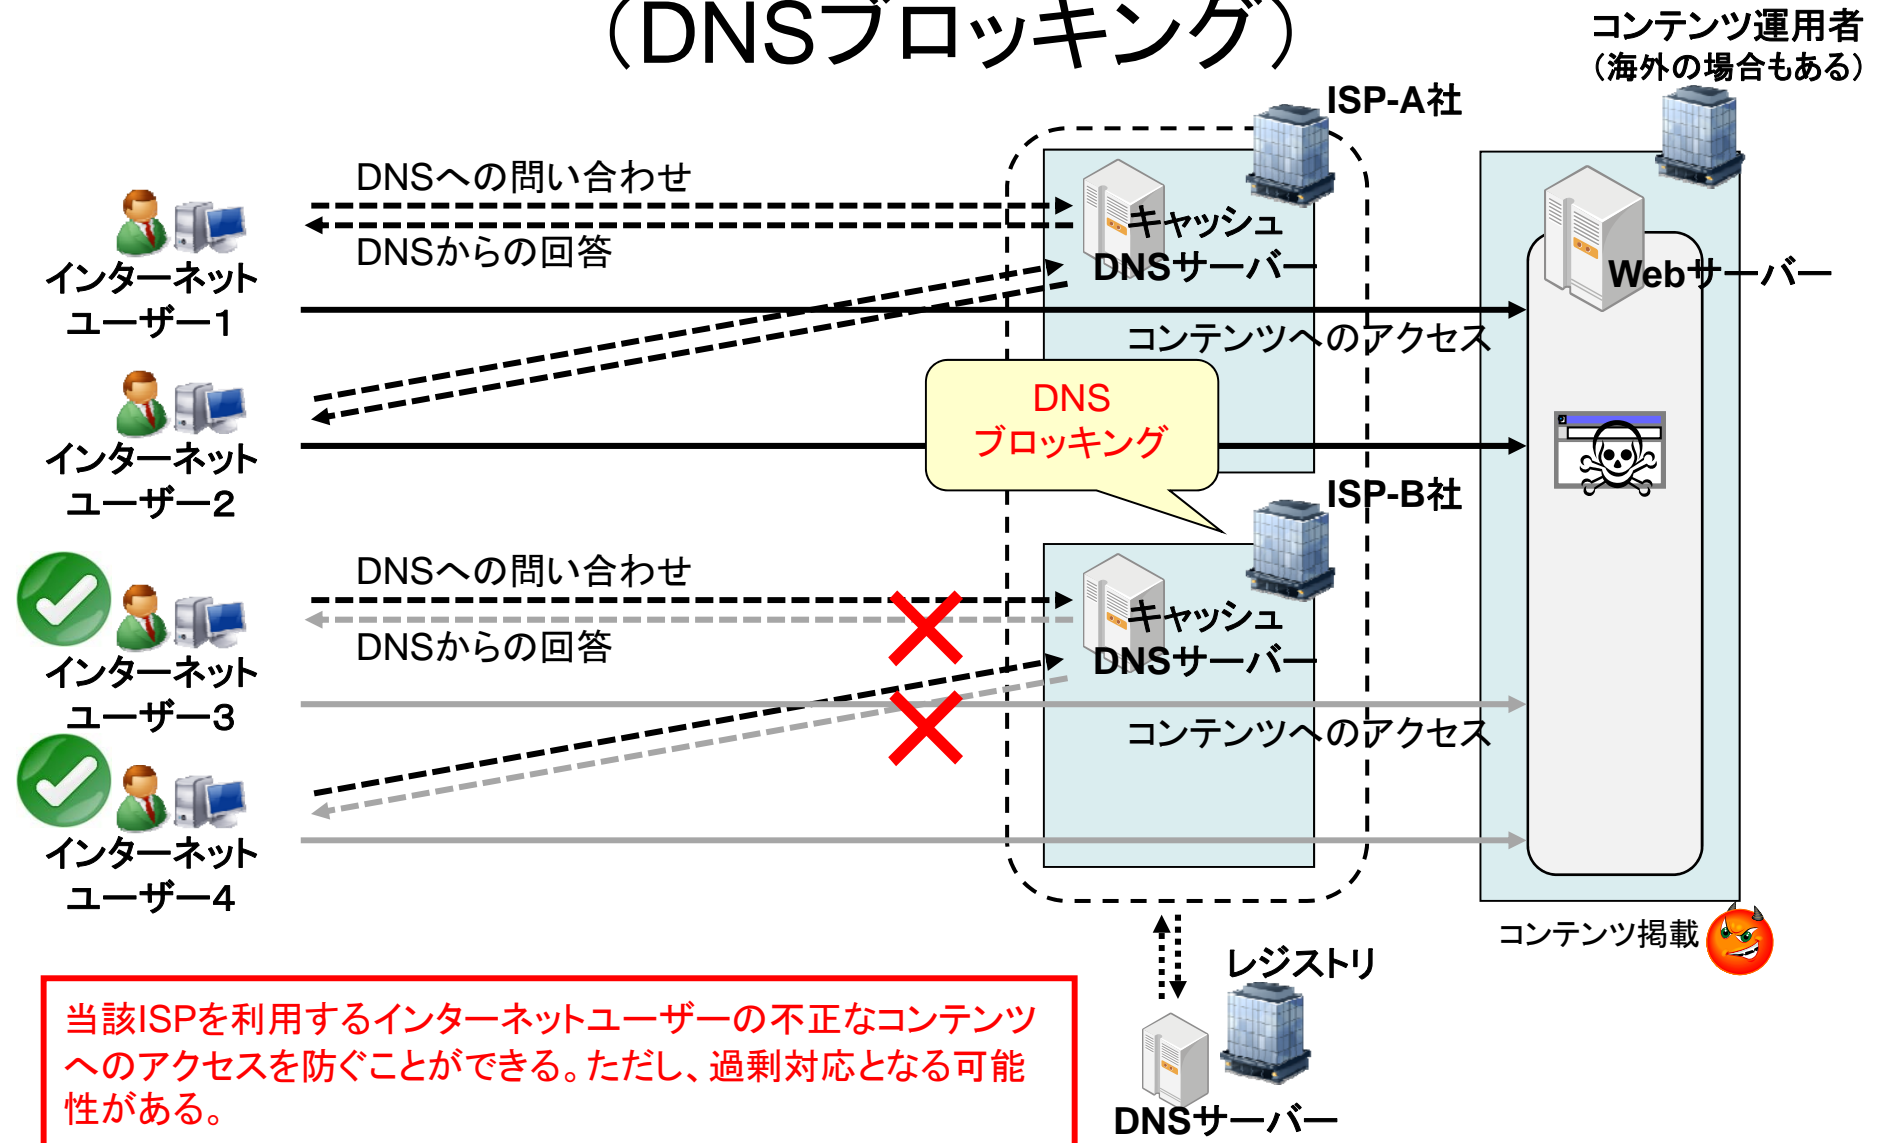 （DNSブロッキング）
コンテンツ運用者
（海外の場合もある）
ISP-A社
DNSへの問い合わせ
DNSからの回答
キャッシュ
DNSサーバー
Webサーバー
インターネット
ユーザー1
コンテンツへのアクセス
DNS
ブロッキング
インターネット
ユーザー2
ISP-B社
DNSへの問い合わせ
DNSからの回答
キャッシュ
DNSサーバー
インターネット
ユーザー3
コンテンツへのアクセス
インターネット
ユーザー4
コンテンツ掲載
レジストリ
DNSサーバー
当該ISPを利用するインターネットユーザーの不正なコンテンツ
へのアクセスを防ぐことができる。ただし、過剰対応となる可能
性がある。